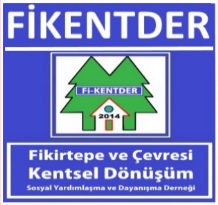 FİKENTDER
Fi-KENTDER
2014
Fikirtepe ve Çevresi
Kentsel Dönüşüm
Sosyal Yardımlaşma ve Dayanışma Derneği